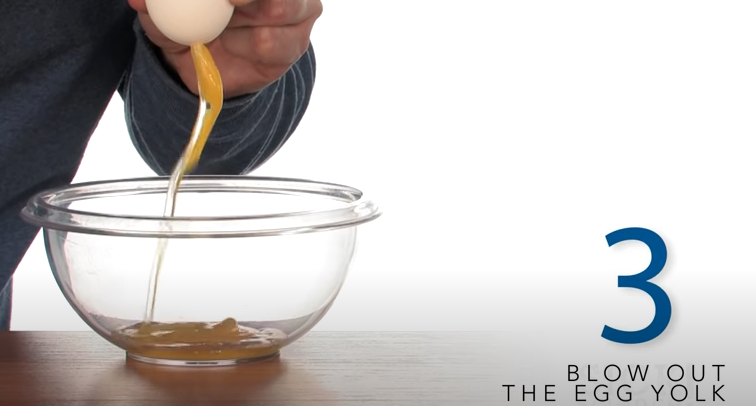 3
BLOW OUT
THE EGG YOLK